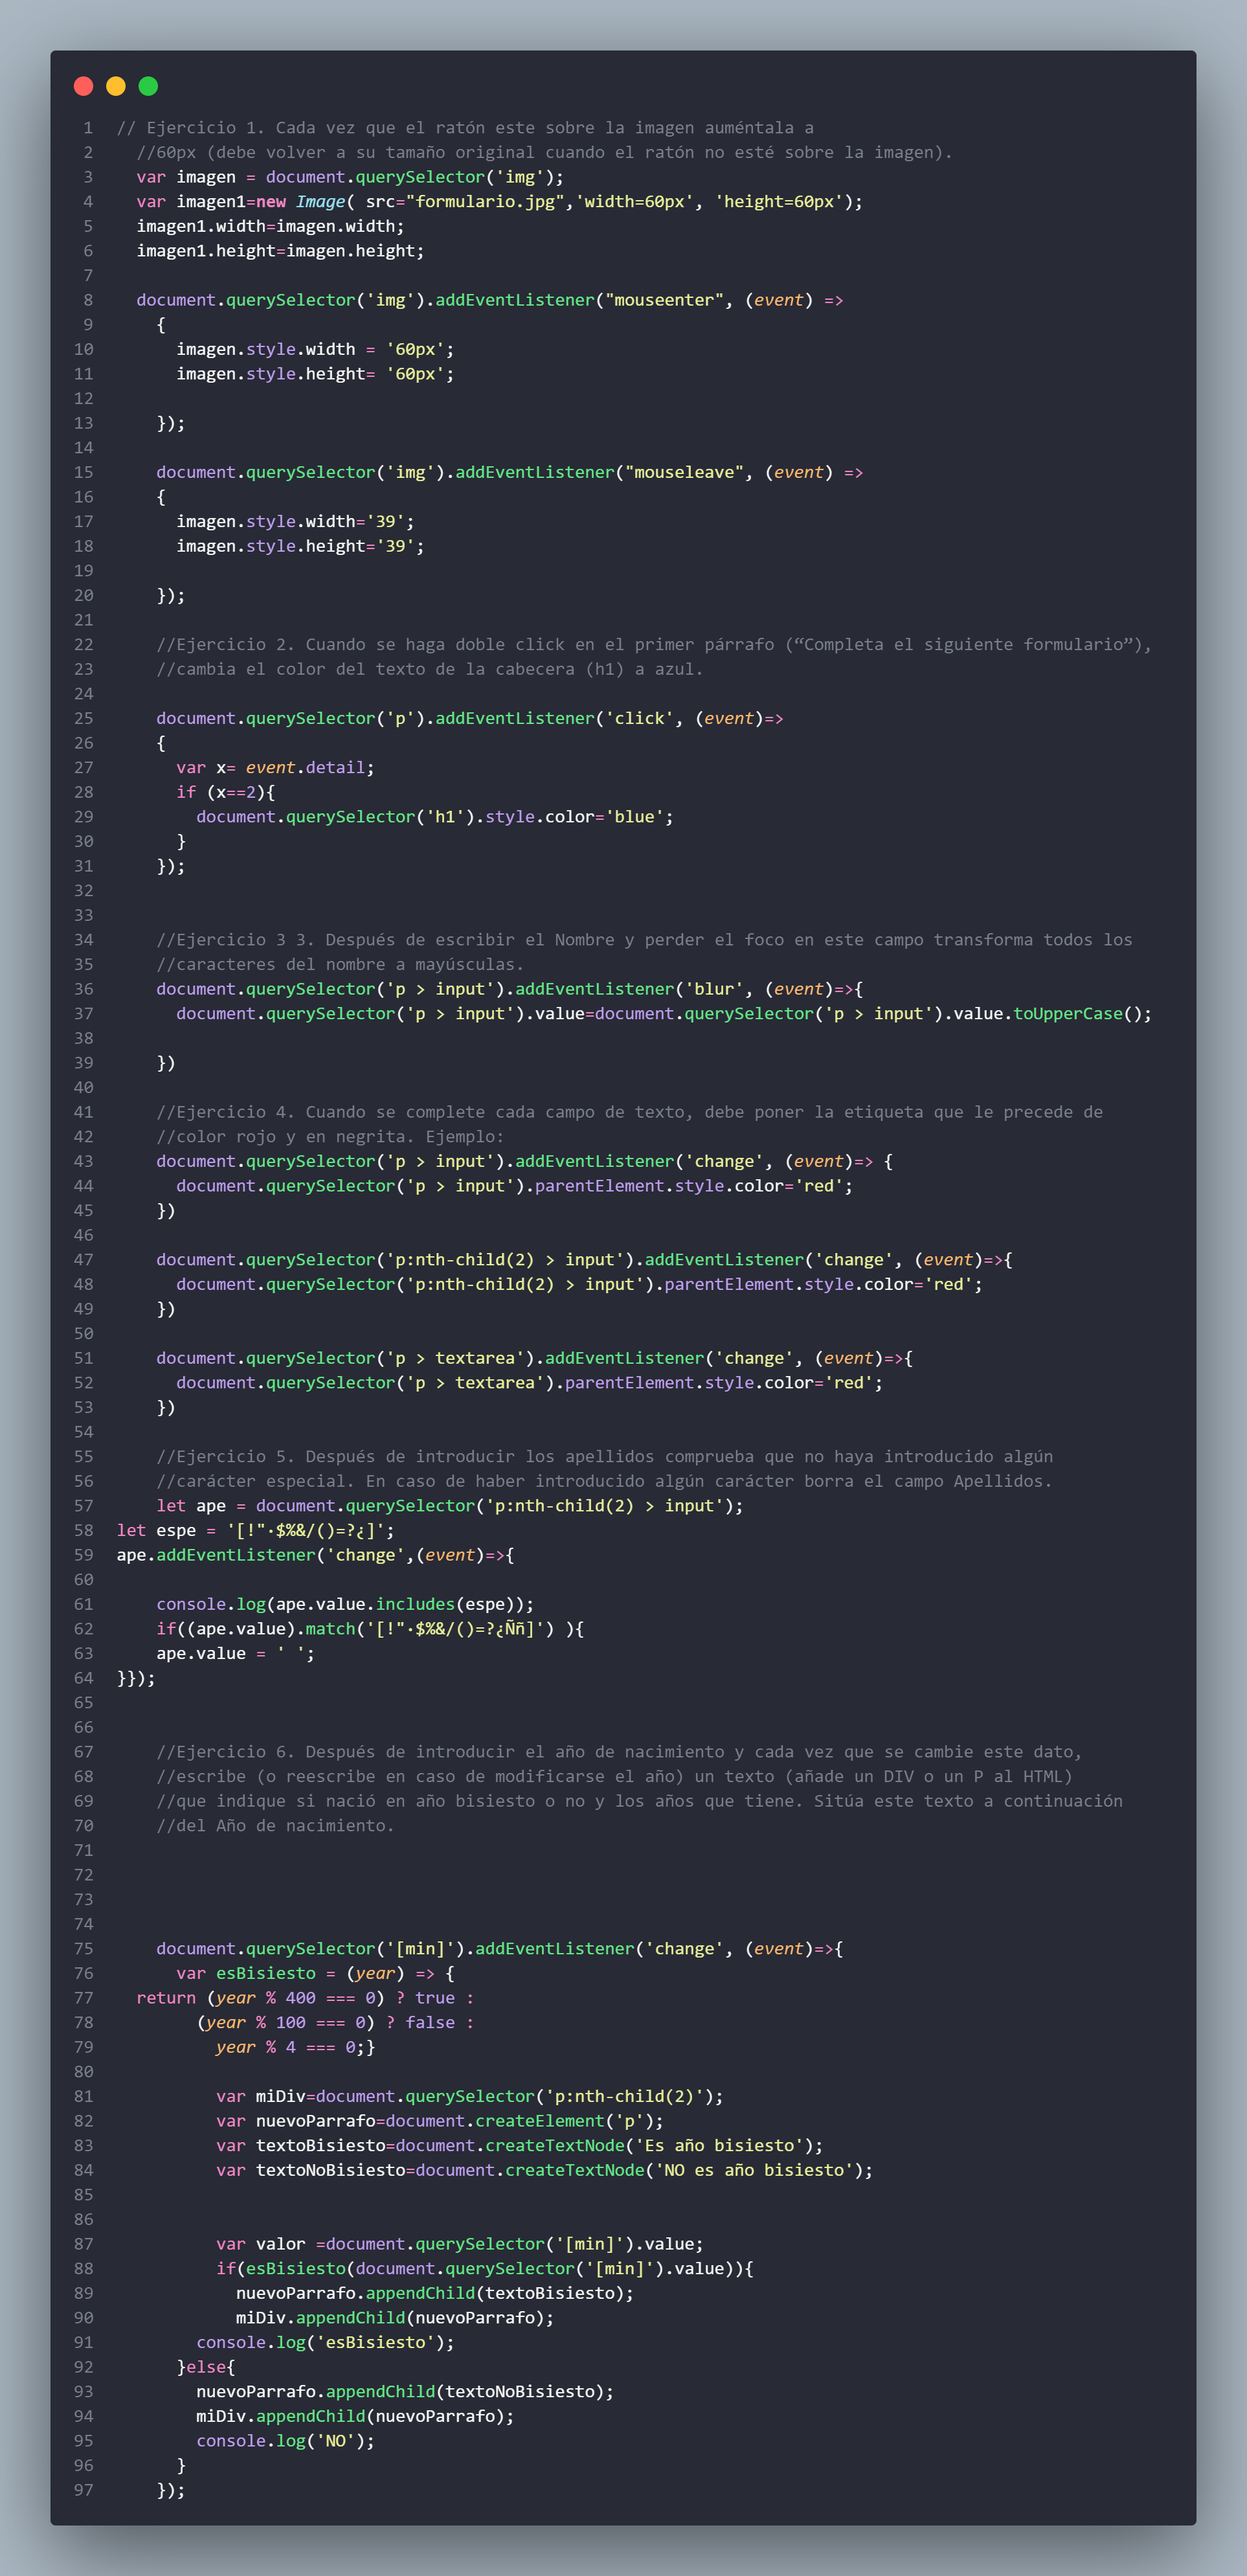 1 // Ejercicio 1. Cada vez que el ratón este sobre la imagen auméntala a
2 //60px (debe volver a su tamaño original cuando el ratón no esté sobre la imagen).
3 var imagen = document.querySelector('img');
4 var imagen1=new Image( src="formulario.jpg",'width=60px', 'height=60px');
5 imagen1.width=imagen.width;
6 imagen1.height=imagen.height;
7
8 document.querySelector('img').addEventListener("mouseenter", (event) =>
9 {
10 imagen.style.width = '60px';
11 imagen.style.height= '60px';
12
13 });
14
15 document.querySelector('img').addEventListener("mouseleave", (event) =>
16 {
17 imagen.style.width='39';
18 imagen.style.height='39';
19
20 });
21
22 //Ejercicio 2. Cuando se haga doble click en el primer párrafo (“Completa el siguiente formulario”),
23 //cambia el color del texto de la cabecera (h1) a azul.
24
25 document.querySelector('p').addEventListener('click', (event)=>
26 {
27 var x= event.detail;
28 if (x==2){
29 document.querySelector('h1').style.color='blue';
30 }
31 });
32
33
34 //Ejercicio 3 3. Después de escribir el Nombre y perder el foco en este campo transforma todos los
35 //caracteres del nombre a mayúsculas.
36 document.querySelector('p > input').addEventListener('blur', (event)=>{
37 document.querySelector('p > input').value=document.querySelector('p > input').value.toUpperCase();
38
39 })
40
41 //Ejercicio 4. Cuando se complete cada campo de texto, debe poner la etiqueta que le precede de
42 //color rojo y en negrita. Ejemplo:
43 document.querySelector('p > input').addEventListener('change', (event)=> {
44 document.querySelector('p > input').parentElement.style.color='red';
45 })
46
47 document.querySelector('p:nth-child(2) > input').addEventListener('change', (event)=>{
48 document.querySelector('p:nth-child(2) > input').parentElement.style.color='red';
49 })
50
51 document.querySelector('p > textarea').addEventListener('change', (event)=>{
52 document.querySelector('p > textarea').parentElement.style.color='red';
53 })
54
55 //Ejercicio 5. Después de introducir los apellidos comprueba que no haya introducido algún
56 //carácter especial. En caso de haber introducido algún carácter borra el campo Apellidos.
57 let ape = document.querySelector('p:nth-child(2) > input');
58 let espe = '[!"·$%&/()=?¿]';
59 ape.addEventListener('change',(event)=>{
60
61 console.log(ape.value.includes(espe));
62 if((ape.value).match('[!"·$%&/()=?¿Ññ]') ){
63 ape.value = ' ';
64 }});
65
66
67 //Ejercicio 6. Después de introducir el año de nacimiento y cada vez que se cambie este dato,
68 //escribe (o reescribe en caso de modificarse el año) un texto (añade un DIV o un P al HTML)
69 //que indique si nació en año bisiesto o no y los años que tiene. Sitúa este texto a continuación
70 //del Año de nacimiento.
71
72
73
74
75 document.querySelector('[min]').addEventListener('change', (event)=>{
76 var esBisiesto = (year) => {
77 return (year % 400 === 0) ? true :
78 (year % 100 === 0) ? false :
79 year % 4 === 0;}
80
81 var miDiv=document.querySelector('p:nth-child(2)');
82 var nuevoParrafo=document.createElement('p');
83 var textoBisiesto=document.createTextNode('Es año bisiesto');
84 var textoNoBisiesto=document.createTextNode('NO es año bisiesto');
85
86
87 var valor =document.querySelector('[min]').value;
88 if(esBisiesto(document.querySelector('[min]').value)){
89 nuevoParrafo.appendChild(textoBisiesto);
90 miDiv.appendChild(nuevoParrafo);
91 console.log('esBisiesto');
92 }else{
93 nuevoParrafo.appendChild(textoNoBisiesto);
94 miDiv.appendChild(nuevoParrafo);
95 console.log('NO');
96 }
97 });